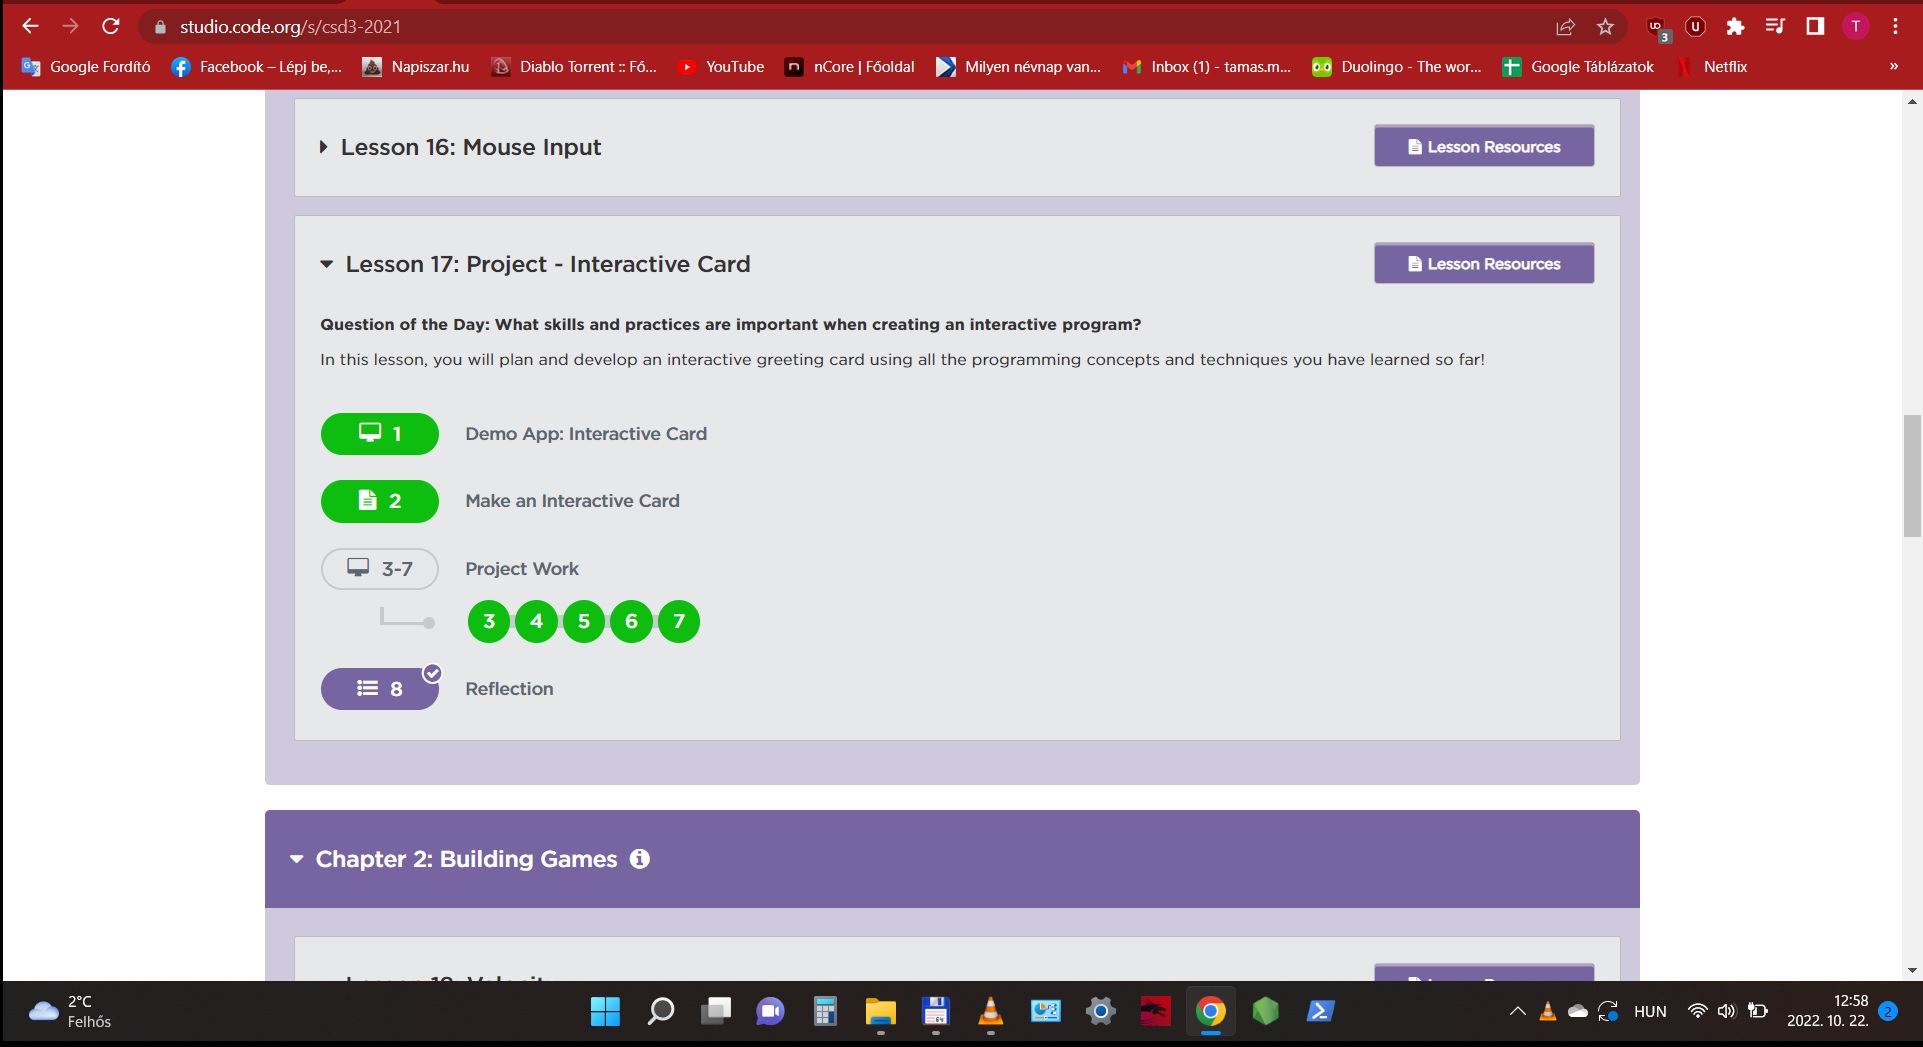 studio.code.org/s/csd3-2021
3
T
Google Fordító
Facebook – Lépj be,...
Napiszar.hu
Diablo Torrent :: Fő...
YouTube
nCore | Főoldal
Milyen névnap van...
Inbox (1) - tamas.m...
Duolingo - The wor...
Google Táblázatok
Netflix
»
Lesson 16: Mouse Input
Lesson Resources
Lesson 17: Project - Interactive Card
Lesson Resources
Question of the Day: What skills and practices are important when creating an interactive program?
In this lesson, you will plan and develop an interactive greeting card using all the programming concepts and techniques you have learned so far!
1 Demo App: Interactive Card
2 Make an Interactive Card
3-7 Project Work
3 4 5 6 7
8 Reflection
Chapter 2: Building Games
2°C
Felhős
HUN
12:58
2022. 10. 22.
2